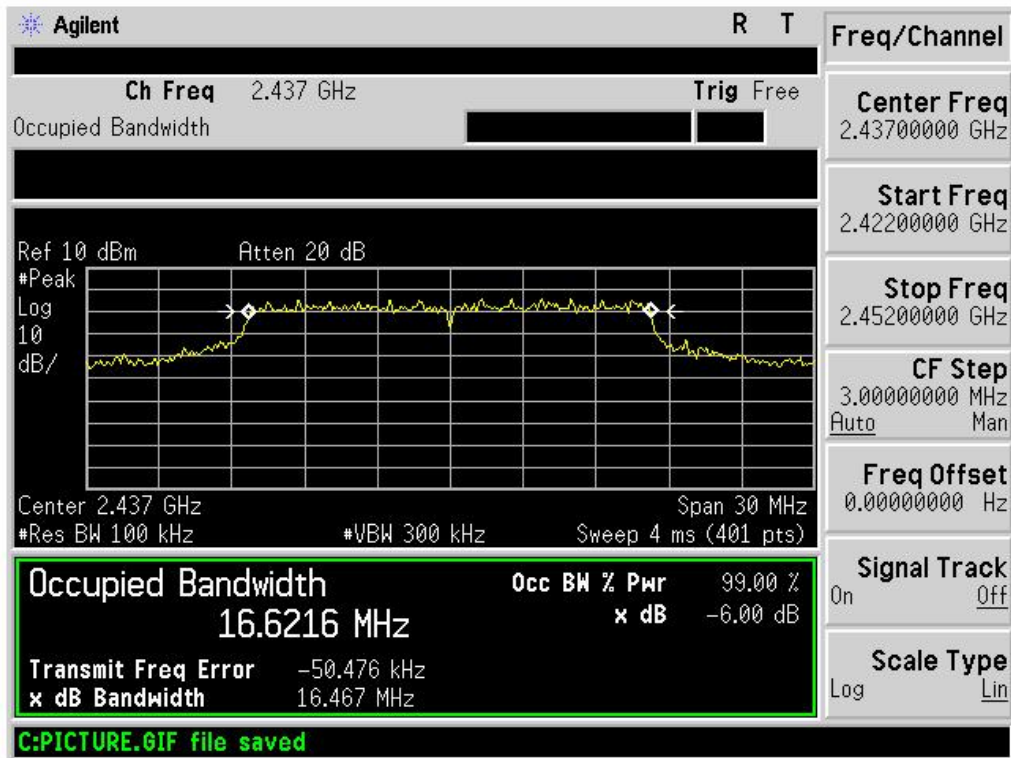 Agilent
R T
Ch Freq 2.437 GHz
Trig Free
Occupied Bandwidth
Ref 10 dBm
Atten 20 dB
#Peak
Log
10
dB/
Center 2.437 GHz
Span 30 MHz
#Res BW 100 kHz
#VBW 300 kHz
Sweep 4 ms (401 pts)
Occupied Bandwidth
16.6216 MHz
Occ BW % Pwr 99.00 %
x dB -6.00 dB
Transmit Freq Error -50.476 kHz
x dB Bandwidth 16.467 MHz
C:PICTURE.GIF file saved
Freq/Channel
Center Freq
2.43700000 GHz
Start Freq
2.42200000 GHz
Stop Freq
2.45200000 GHz
CF Step
3.00000000 MHz
Auto Man
Freq Offset
0.00000000 Hz
Signal Track
On Off
Scale Type
Log Lin